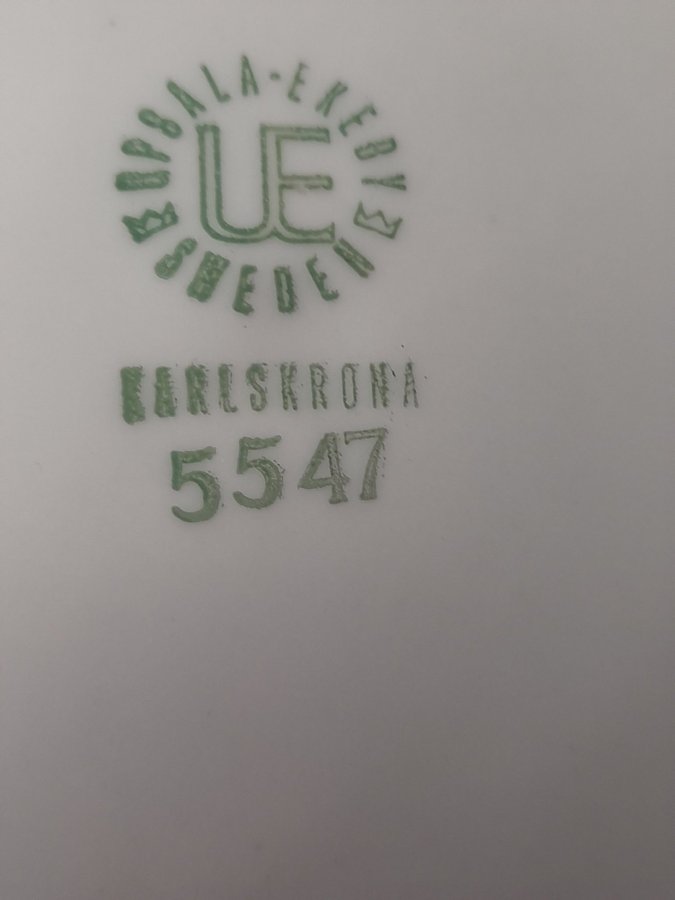 UPSALA-EKEBY
UE
SWEDEN
KARLSKRONA
5547